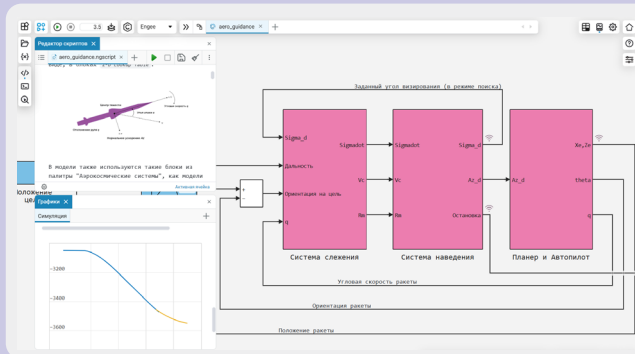 3.5
Engee
aero_guidance
Редактор скриптов
aero_guidance.ngscript
В модели также используются такие блоки из
палитры "Аэрокосмические системы", как модели
Активная ячейка
Графики
Симуляция
-3200
-3400
-3600
Заданный угол визирования (в режиме поиска)
Sigma_d
Дальность
Ориентация на цель
q
Sigmadot
Vc
Rm
Система слежения
Sigmadot
Vc
Rm
Sigma_d
Az_d
Остановка
Система наведения
Az_d
Xe,Ze
theta
q
Планер и Автопилот
Угловая скорость ракеты
Ориентация ракеты
Положение ракеты